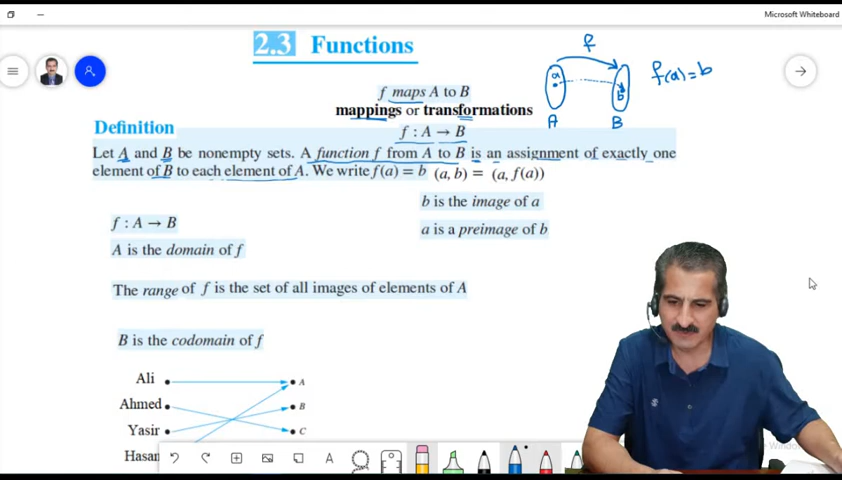 Microsoft Whiteboard
2.3 Functions
f
a
b
f(a)=b
A
B
f maps A to B
mappings or transformations
Definition
f : A → B
Let A and B be nonempty sets. A function f from A to B is an assignment of exactly one
element of B to each element of A. We write f(a) = b (a, b) = (a, f(a))
b is the image of a
f : A → B
a is a preimage of b
A is the domain of f
The range of f is the set of all images of elements of A
B is the codomain of f
Ali A
Ahmed B
Yasir C
Hasan
A